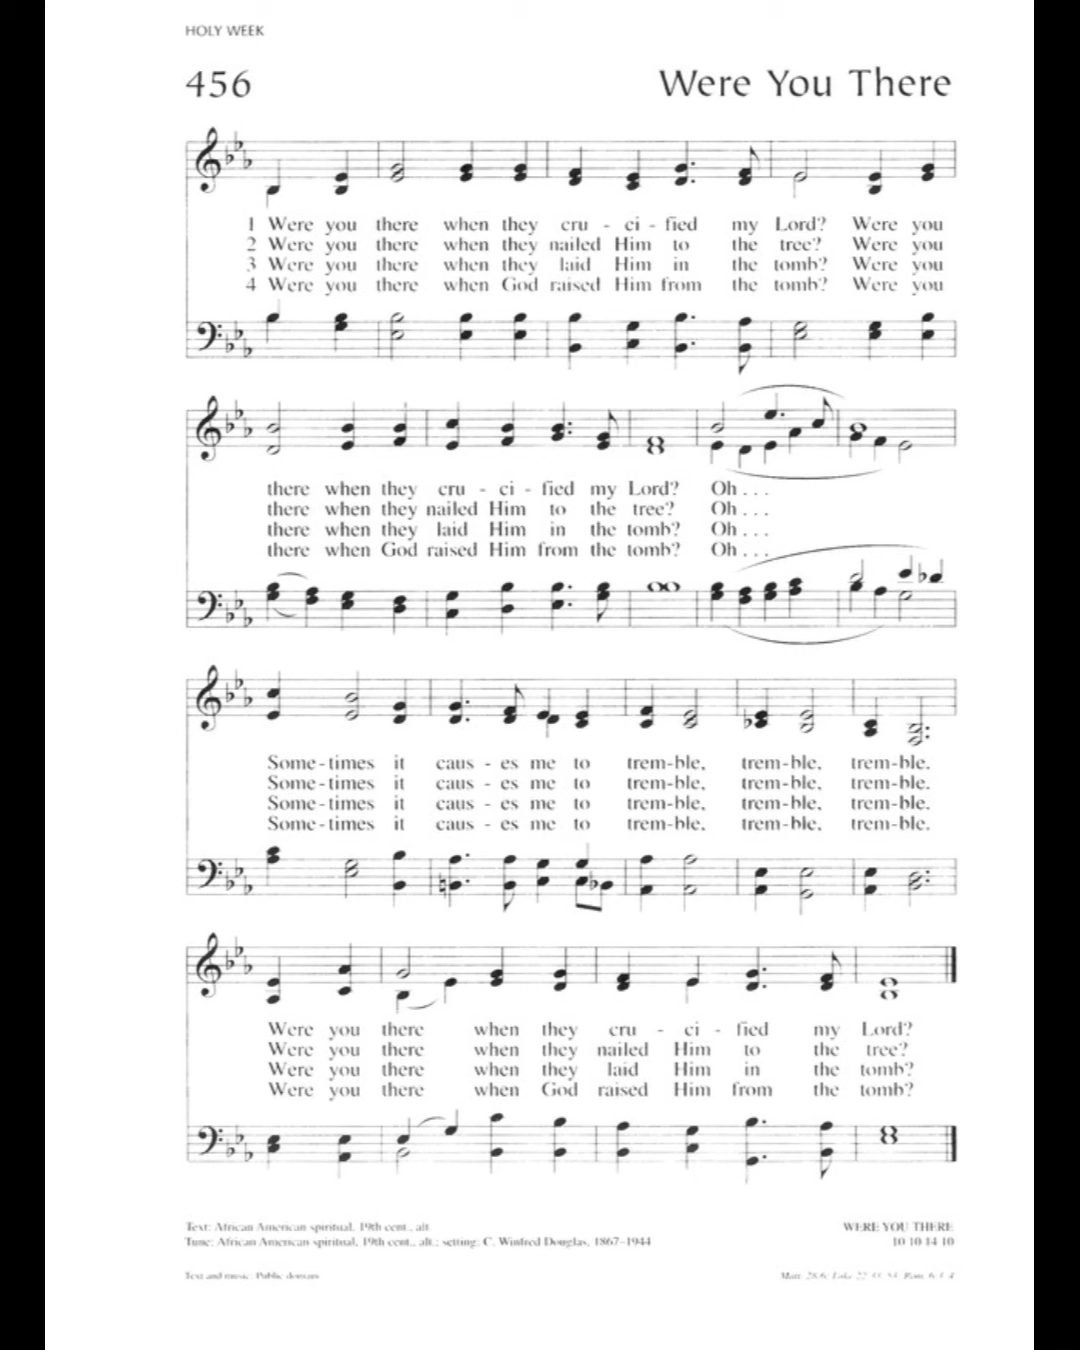 HOLY WEEK
456 Were You There
1 Were you there when they cru - ci - fied my Lord? Were you
2 Were you there when they nailed Him to the tree? Were you
3 Were you there when they laid Him in the tomb? Were you
4 Were you there when God raised Him from the tomb? Were you
there when they cru - ci - fied my Lord? Oh . . .
there when they nailed Him to the tree? Oh . . .
there when they laid Him in the tomb? Oh . . .
there when God raised Him from the tomb? Oh . . .
Some - times it caus - es me to trem - ble, trem - ble, trem - ble.
Some - times it caus - es me to trem - ble, trem - ble, trem - ble.
Some - times it caus - es me to trem - ble, trem - ble, trem - ble.
Some - times it caus - es me to trem - ble, trem - ble, trem - ble.
Were you there when they cru - ci - fied my Lord?
Were you there when they nailed Him to the tree?
Were you there when they laid Him in the tomb?
Were you there when God raised Him from the tomb?
Text: African American spiritual, 19th cent., alt.
Tune: African American spiritual, 19th cent., alt.; setting: C. Winfred Douglas, 1867–1944
WERE YOU THERE
10 10 14 10
Text and music: Public domain